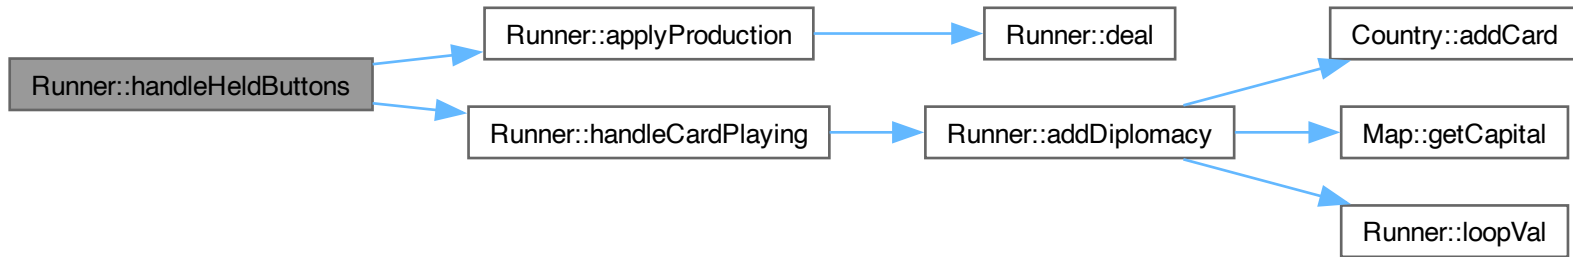 Runner::handleHeldButtons
Runner::applyProduction
Runner::deal
Runner::handleCardPlaying
Runner::addDiplomacy
Country::addCard
Map::getCapital
Runner::loopVal